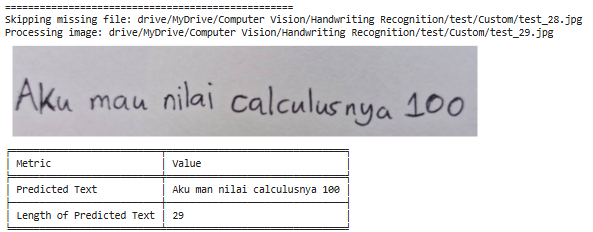 ==================================================
Skipping missing file: drive/MyDrive/Computer Vision/Handwriting Recognition/test/Custom/test_28.jpg
Processing image: drive/MyDrive/Computer Vision/Handwriting Recognition/test/Custom/test_29.jpg
Aku mau nilai calculusnya 100
Metric Value
Predicted Text Aku man nilai calculusnya 100
Length of Predicted Text 29